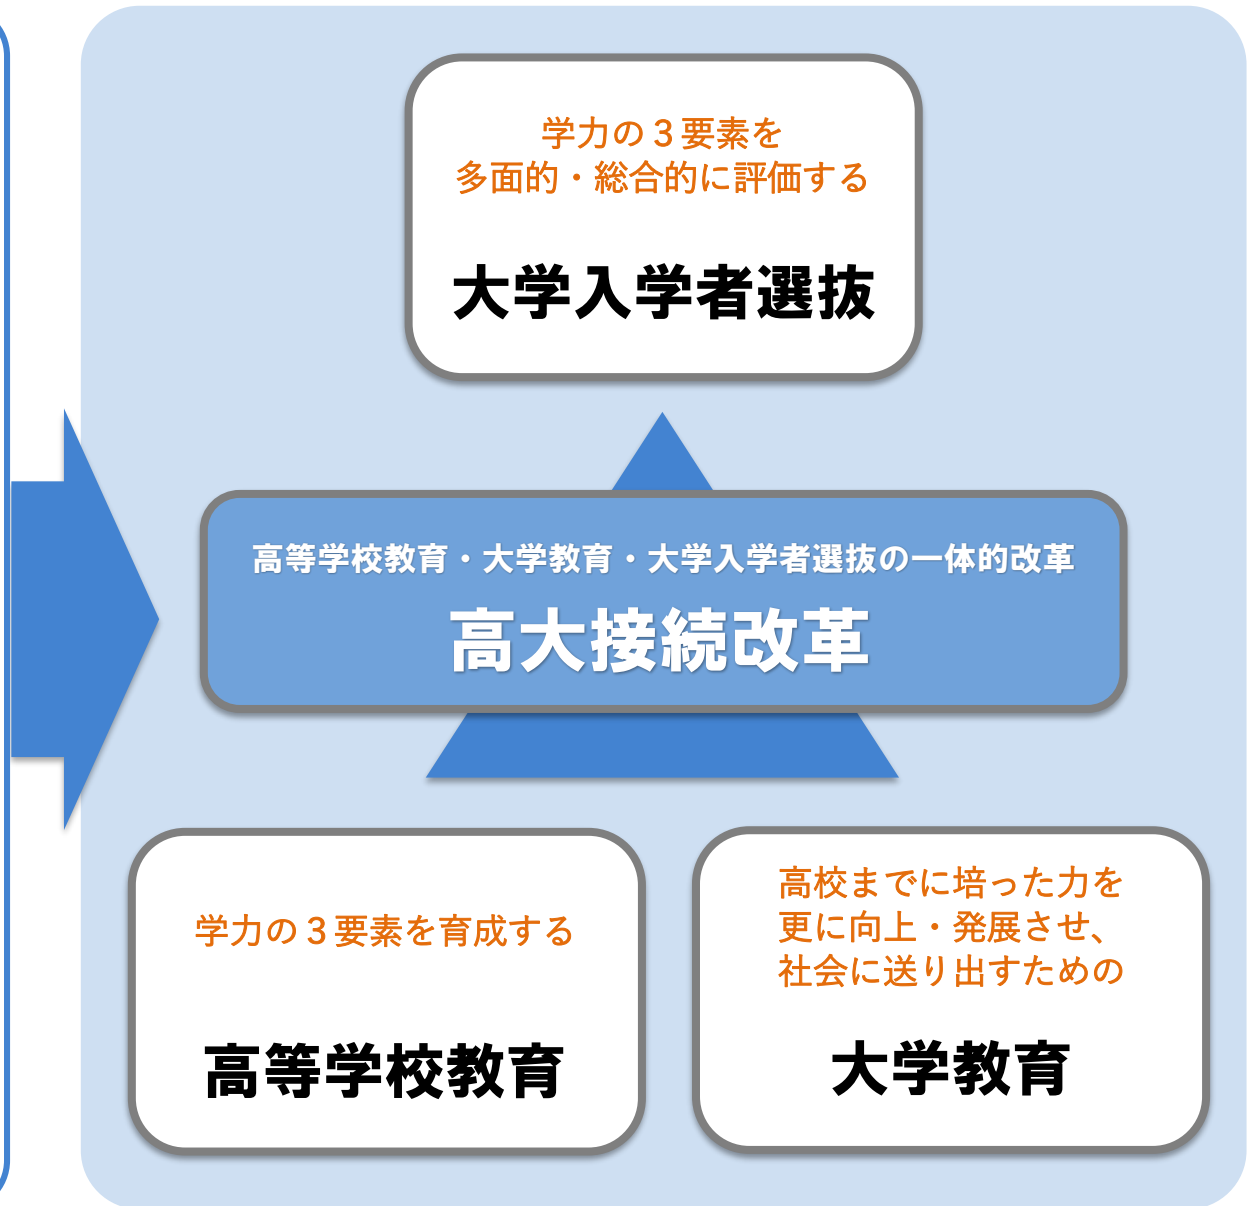 学力の３要素を
多面的・総合的に評価する
大学入学者選抜
高等学校教育・大学教育・大学入学者選抜の一体的改革
高大接続改革
学力の３要素を育成する
高等学校教育
高校までに培った力を
更に向上・発展させ、
社会に送り出すための
大学教育